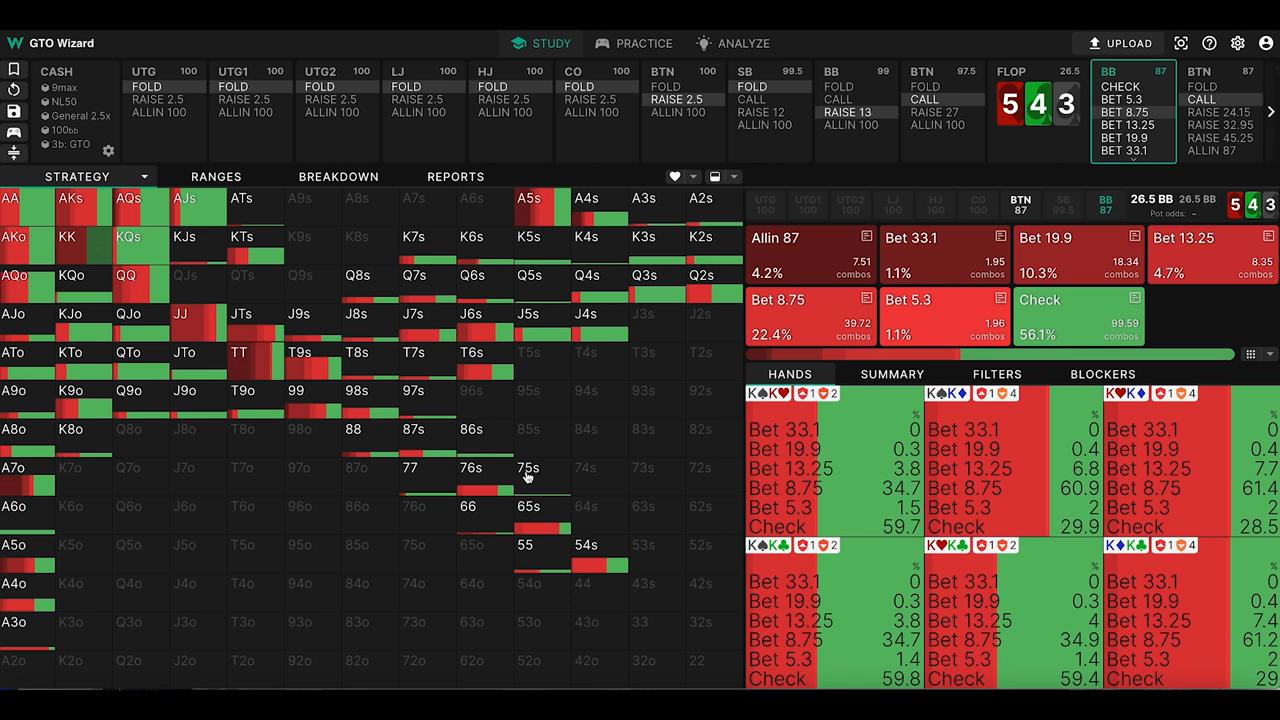 GTO Wizard
STUDY PRACTICE ANALYZE
UPLOAD
CASH
9max
NL50
General 2.5x
100bb
3b: GTO
UTG 100
FOLD
RAISE 2.5
ALLIN 100
UTG1 100
FOLD
RAISE 2.5
ALLIN 100
UTG2 100
FOLD
RAISE 2.5
ALLIN 100
LJ 100
FOLD
RAISE 2.5
ALLIN 100
HJ 100
FOLD
RAISE 2.5
ALLIN 100
CO 100
FOLD
RAISE 2.5
ALLIN 100
BTN 100
FOLD
RAISE 2.5
ALLIN 100
SB 99.5
FOLD
CALL
RAISE 12
ALLIN 100
BB 99
FOLD
CALL
RAISE 13
ALLIN 100
BTN 97.5
FOLD
CALL
RAISE 27
ALLIN 100
FLOP 26.5
5 4 3
BB 87
CHECK
BET 5.3
BET 8.75
BET 13.25
BET 19.9
BET 33.1
BTN 87
FOLD
CALL
RAISE 24.15
RAISE 32.95
RAISE 45.25
ALLIN 87
STRATEGY RANGES BREAKDOWN REPORTS
AA AKs AQs AJs ATs A9s A8s A7s A6s A5s A4s A3s A2s
AKo KK KQs KJs KTs K9s K8s K7s K6s K5s K4s K3s K2s
AQo KQo QQ QJs QTs Q9s Q8s Q7s Q6s Q5s Q4s Q3s Q2s
AJo KJo QJo JJ JTs J9s J8s J7s J6s J5s J4s J3s J2s
ATo KTo QTo JTo TT T9s T8s T7s T6s T5s T4s T3s T2s
A9o K9o Q9o J9o T9o 99 98s 97s 96s 95s 94s 93s 92s
A8o K8o Q8o J8o T8o 98o 88 87s 86s 85s 84s 83s 82s
A7o K7o Q7o J7o T7o 97o 87o 77 76s 75s 74s 73s 72s
A6o K6o Q6o J6o T6o 96o 86o 76o 66 65s 64s 63s 62s
A5o K5o Q5o J5o T5o 95o 85o 75o 65o 55 54s 53s 52s
A4o K4o Q4o J4o T4o 94o 84o 74o 64o 54o 44 43s 42s
A3o K3o Q3o J3o T3o 93o 83o 73o 63o 53o 43o 33 32s
A2o K2o Q2o J2o T2o 92o 82o 72o 62o 52o 42o 32o 22
UTG 100 UTG1 100 UTG2 100 LJ 100 HJ 100 CO 100 BTN 87 SB 99.5 BB 87
26.5 BB 26.5 BB
Pot odds: -
5 4 3
Allin 87
7.51
4.2% combos
Bet 33.1
1.95
1.1% combos
Bet 19.9
18.34
10.3% combos
Bet 13.25
8.35
4.7% combos
Bet 8.75
39.72
22.4% combos
Bet 5.3
1.96
1.1% combos
Check
99.59
56.1% combos
HANDS SUMMARY FILTERS BLOCKERS
K♠K♥ 1 2
%
Bet 33.1 0
Bet 19.9 0.3
Bet 13.25 3.8
Bet 8.75 34.7
Bet 5.3 1.5
Check 59.7
K♠K♦ 1 4
%
Bet 33.1 0
Bet 19.9 0.4
Bet 13.25 6.8
Bet 8.75 60.9
Bet 5.3 2
Check 29.9
K♥K♦ 1 4
%
Bet 33.1 0
Bet 19.9 0.4
Bet 13.25 7.7
Bet 8.75 61.4
Bet 5.3 2
Check 28.5
K♠K♣ 1 2
%
Bet 33.1 0
Bet 19.9 0.3
Bet 13.25 3.8
Bet 8.75 34.7
Bet 5.3 1.4
Check 59.8
K♥K♣ 1 2
%
Bet 33.1 0
Bet 19.9 0.3
Bet 13.25 4
Bet 8.75 34.9
Bet 5.3 1.4
Check 59.4
K♦K♣ 1 4
%
Bet 33.1 0
Bet 19.9 0.4
Bet 13.25 7.4
Bet 8.75 61.2
Bet 5.3 2
Check 29